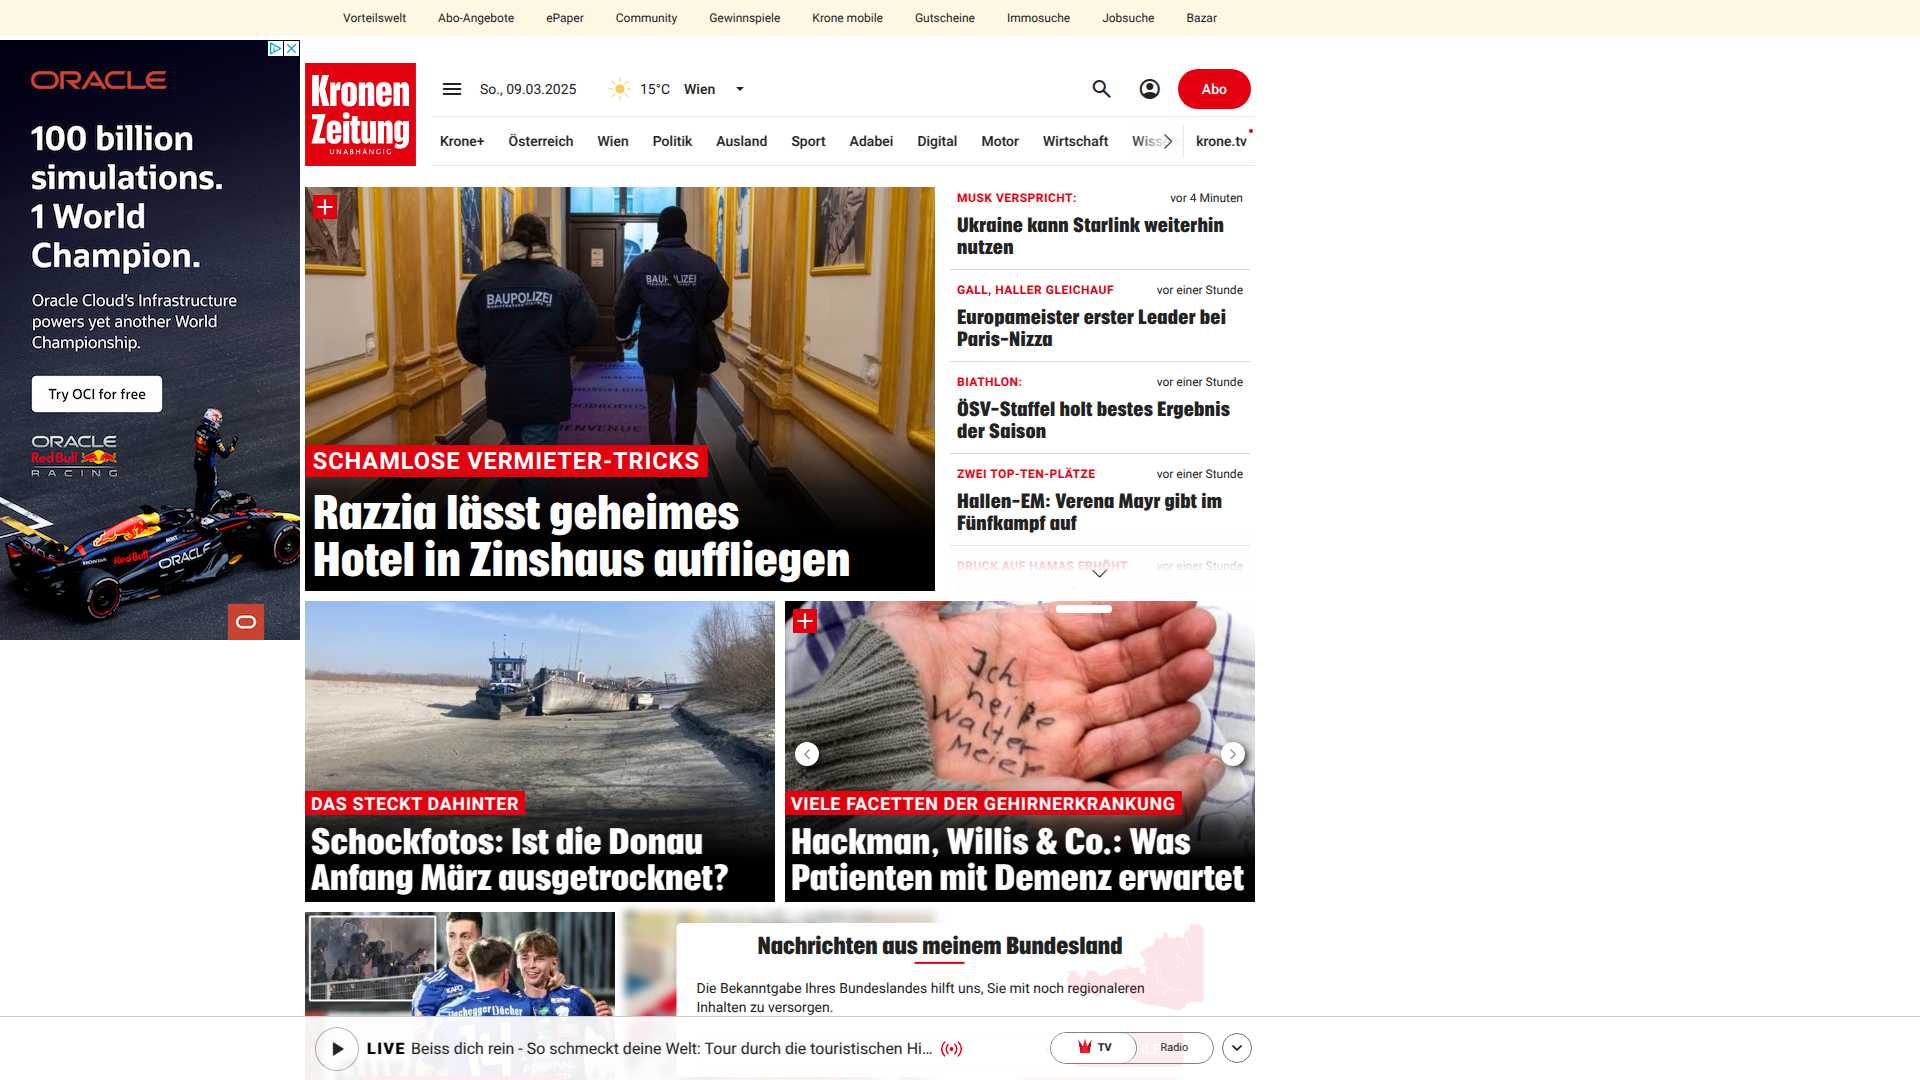 Vorteilswelt Abo-Angebote ePaper Community Gewinnspiele Krone mobile Gutscheine Immosuche Jobsuche Bazar
ORACLE
100 billion
simulations.
1 World
Champion.
Oracle Cloud's Infrastructure
powers yet another World
Championship.
Try OCI for free
ORACLE
Red Bull
RACING
Kronen
Zeitung
UNABHÄNGIG
So., 09.03.2025 15°C Wien
Abo
Krone+ Österreich Wien Politik Ausland Sport Adabei Digital Motor Wirtschaft krone.tv
BAUPOLIZEI
BAUPOLIZEI
SCHAMLOSE VERMIETER-TRICKS
Razzia lässt geheimes
Hotel in Zinshaus auffliegen
MUSK VERSPRICHT: vor 4 Minuten
Ukraine kann Starlink weiterhin
nutzen
GALL, HALLER GLEICHAUF vor einer Stunde
Europameister erster Leader bei
Paris-Nizza
BIATHLON: vor einer Stunde
ÖSV-Staffel holt bestes Ergebnis
der Saison
ZWEI TOP-TEN-PLÄTZE vor einer Stunde
Hallen-EM: Verena Mayr gibt im
Fünfkampf auf
DRUCK AUF HAMAS ERHÖHT vor einer Stunde
DAS STECKT DAHINTER
Schockfotos: Ist die Donau
Anfang März ausgetrocknet?
Ich
heiße
Walter
Meier
VIELE FACETTEN DER GEHIRNERKRANKUNG
Hackman, Willis & Co.: Was
Patienten mit Demenz erwartet
Nachrichten aus meinem Bundesland
Die Bekanntgabe Ihres Bundeslandes hilft uns, Sie mit noch regionaleren
Inhalten zu versorgen.
LIVE Beiss dich rein - So schmeckt deine Welt: Tour durch die touristischen Hi...
TV Radio